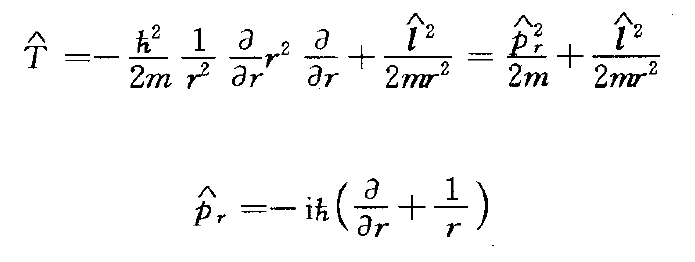 T̂ = − ħ²/2m 1/r² ∂/∂r r² ∂/∂r + l̂²/2mr² = p̂ᵣ²/2m + l̂²/2mr²
p̂ᵣ = − iħ(∂/∂r + 1/r)